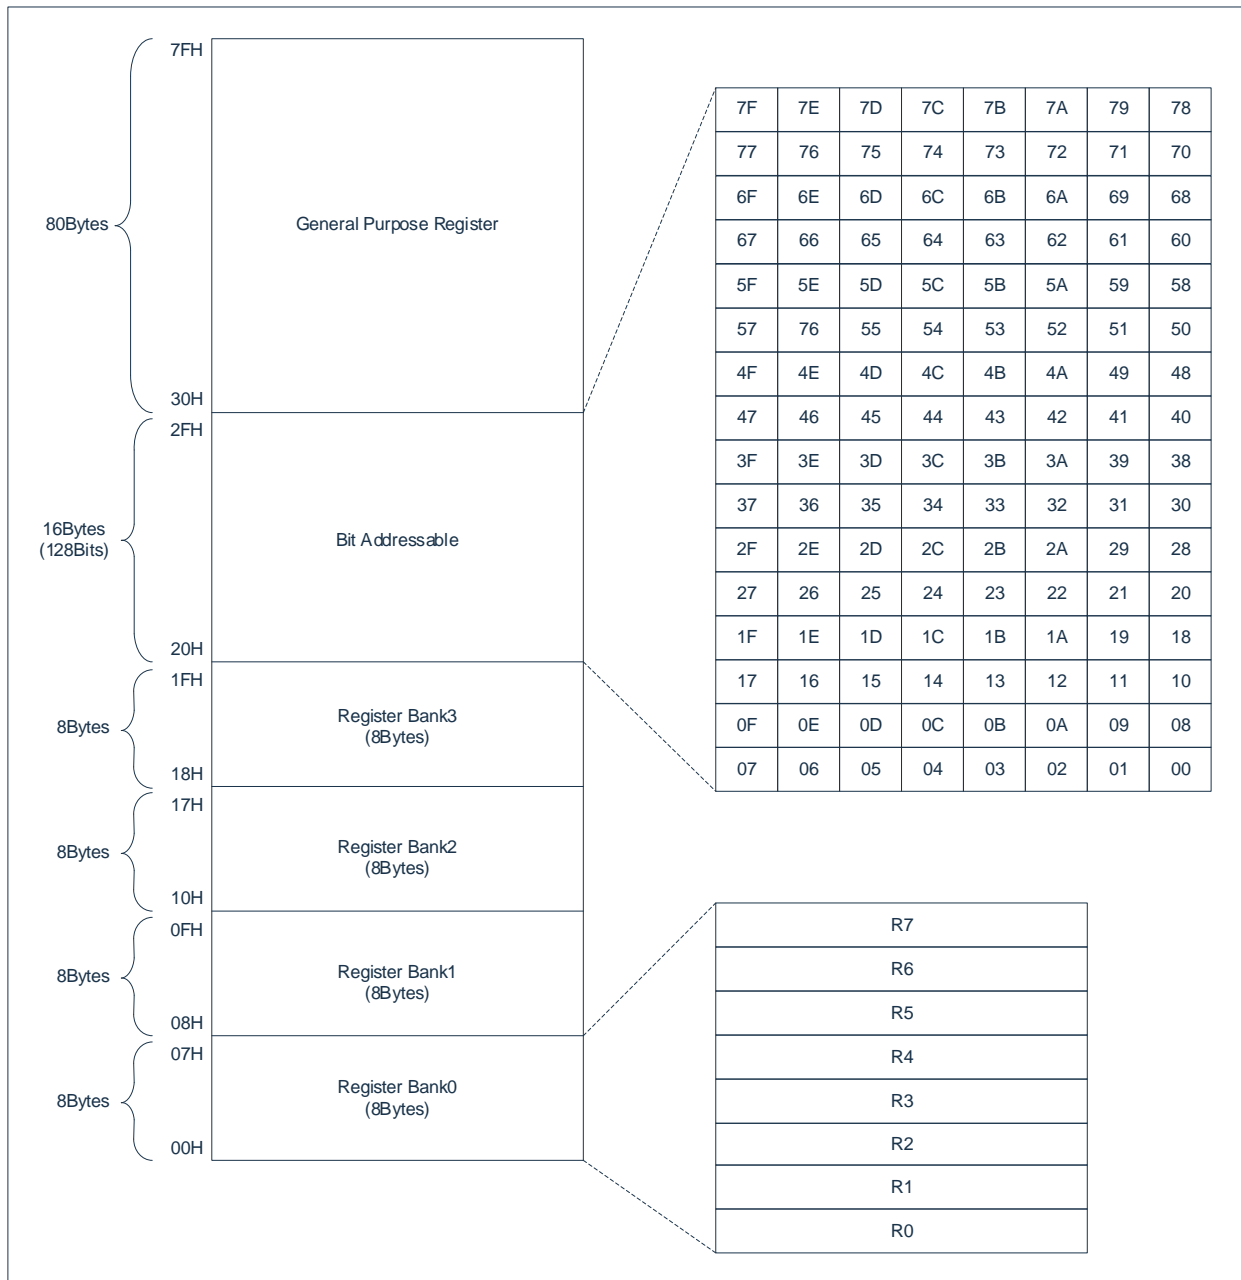 7FH
80Bytes
General Purpose Register
30H
2FH
16Bytes
(128Bits)
Bit Addressable
20H
1FH
8Bytes
Register Bank3
(8Bytes)
18H
17H
8Bytes
Register Bank2
(8Bytes)
10H
0FH
8Bytes
Register Bank1
(8Bytes)
08H
07H
8Bytes
Register Bank0
(8Bytes)
00H
7F 7E 7D 7C 7B 7A 79 78
77 76 75 74 73 72 71 70
6F 6E 6D 6C 6B 6A 69 68
67 66 65 64 63 62 61 60
5F 5E 5D 5C 5B 5A 59 58
57 76 55 54 53 52 51 50
4F 4E 4D 4C 4B 4A 49 48
47 46 45 44 43 42 41 40
3F 3E 3D 3C 3B 3A 39 38
37 36 35 34 33 32 31 30
2F 2E 2D 2C 2B 2A 29 28
27 26 25 24 23 22 21 20
1F 1E 1D 1C 1B 1A 19 18
17 16 15 14 13 12 11 10
0F 0E 0D 0C 0B 0A 09 08
07 06 05 04 03 02 01 00
R7
R6
R5
R4
R3
R2
R1
R0